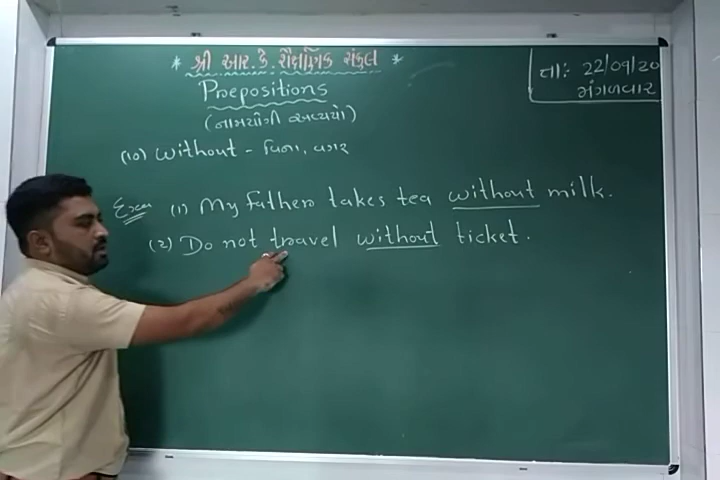 * શ્રી આર. કે. શૈક્ષણિક સંકુલ *
તા: 22/09/20
મંગળવાર
Prepositions
(નામયોગી અવ્યયો)
(10) Without - વિના, વગર
Exa (1) My father takes tea without milk.
(2) Do not travel without ticket.